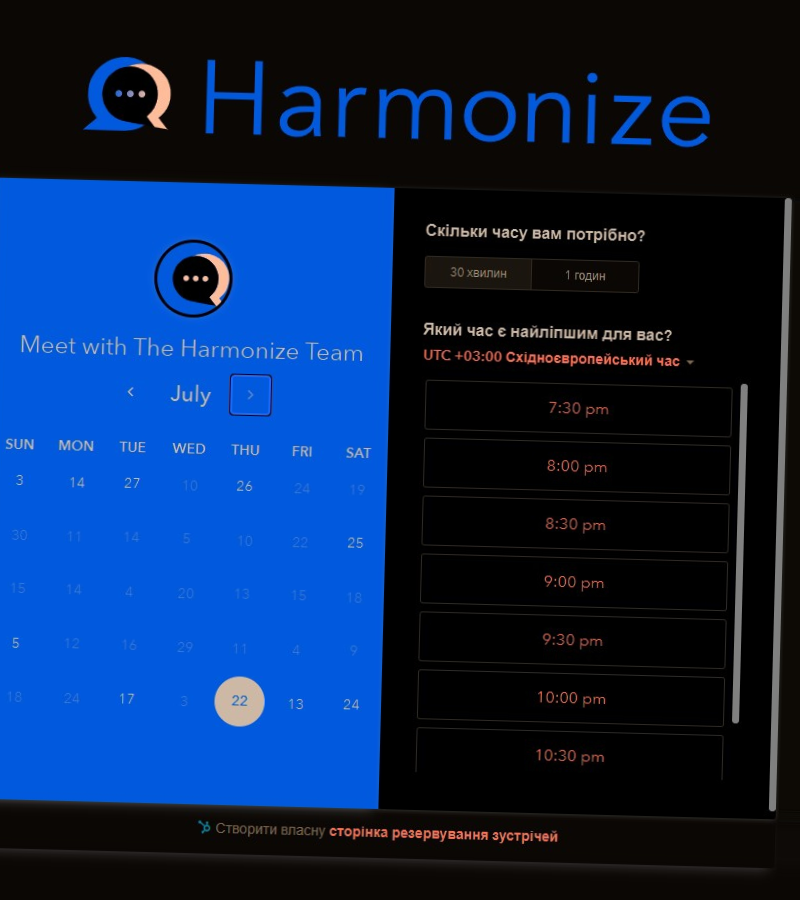 Harmonize
Meet with The Harmonize Team
July
SUN MON TUE WED THU FRI SAT
3 14 27 10 26 24 19
30 11 14 5 10 22 25
15 14 4 20 13 15 18
5 12 16 29 11 4 9
18 24 17 3 22 13 24
Скільки часу вам потрібно?
30 хвилин 1 годин
Який час є найліпшим для вас?
UTC +03:00 Східноєвропейський час
7:30 pm
8:00 pm
8:30 pm
9:00 pm
9:30 pm
10:00 pm
10:30 pm
Створити власну сторінка резервування зустрічей